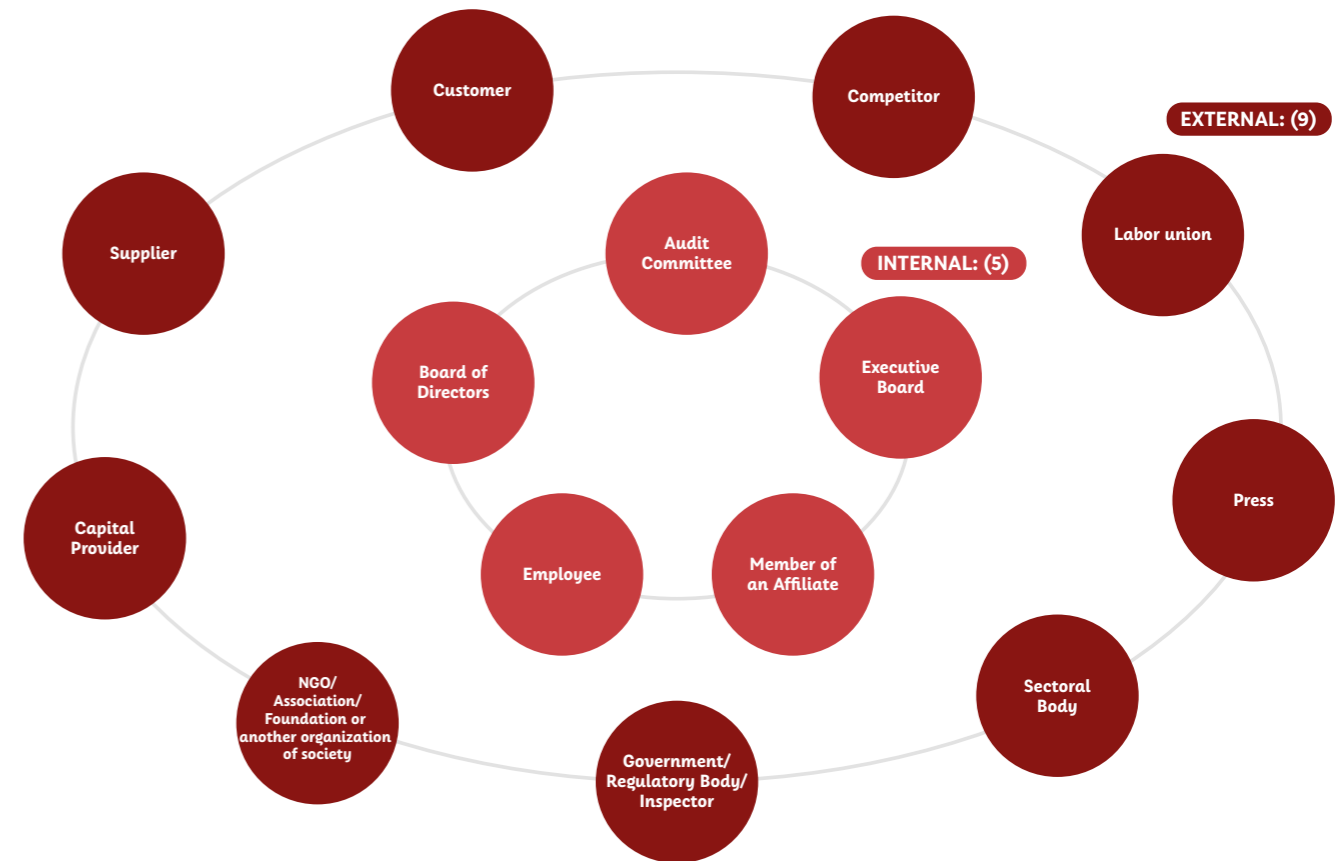 Customer
Competitor
EXTERNAL: (9)
Labor union
Supplier
Audit
Committee
INTERNAL: (5)
Board of
Directors
Executive
Board
Press
Capital
Provider
Employee
Member of
an Affiliate
NGO/
Association/
Foundation or
another organization
of society
Government/
Regulatory Body/
Inspector
Sectoral
Body